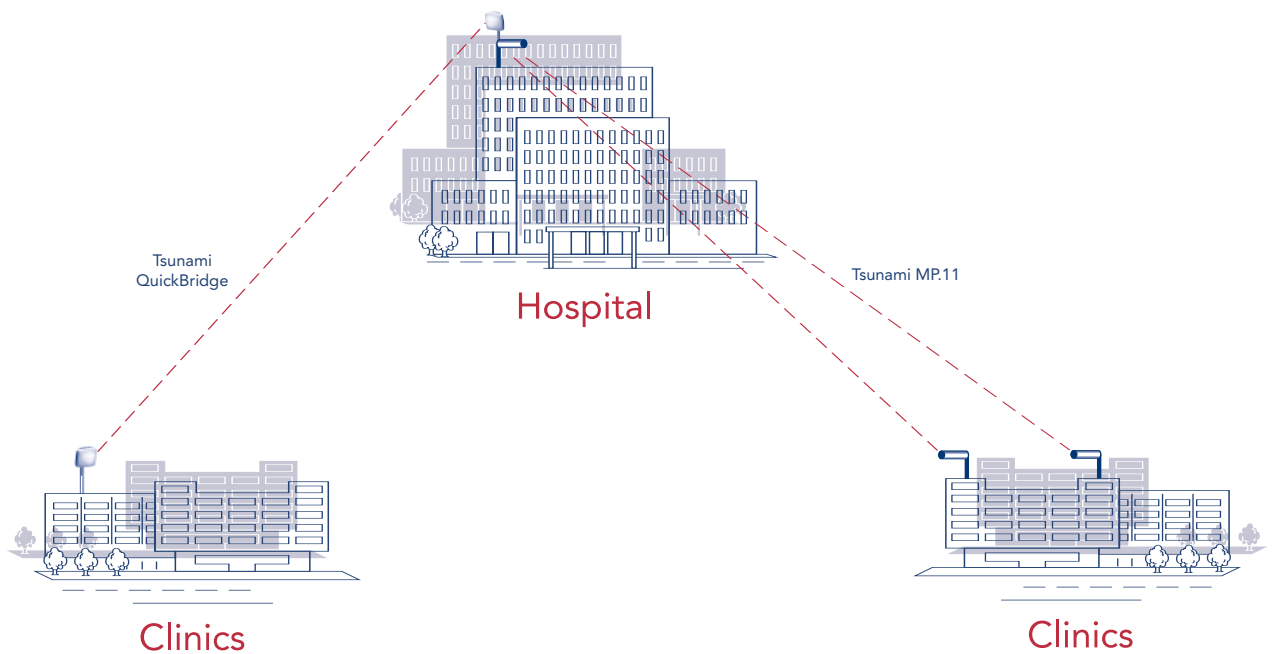 Tsunami
QuickBridge
Tsunami MP.11
Hospital
Clinics
Clinics